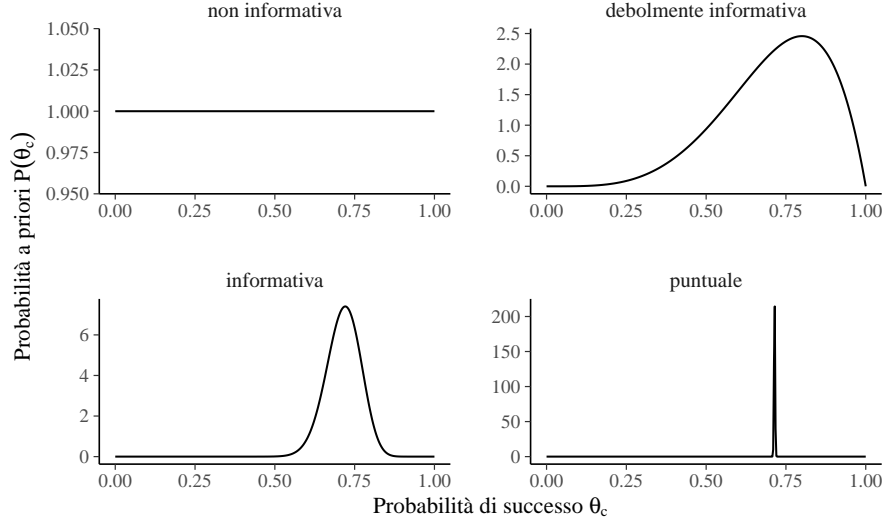 non informativa
debolmente informativa
1.050
1.025
1.000
0.975
0.950
0.00 0.25 0.50 0.75 1.00
2.5
2.0
1.5
1.0
0.5
0.0
0.00 0.25 0.50 0.75 1.00
Probabilità a priori P(θc)
informativa
puntuale
6
4
2
0
0.00 0.25 0.50 0.75 1.00
200
150
100
50
0
0.00 0.25 0.50 0.75 1.00
Probabilità di successo θc